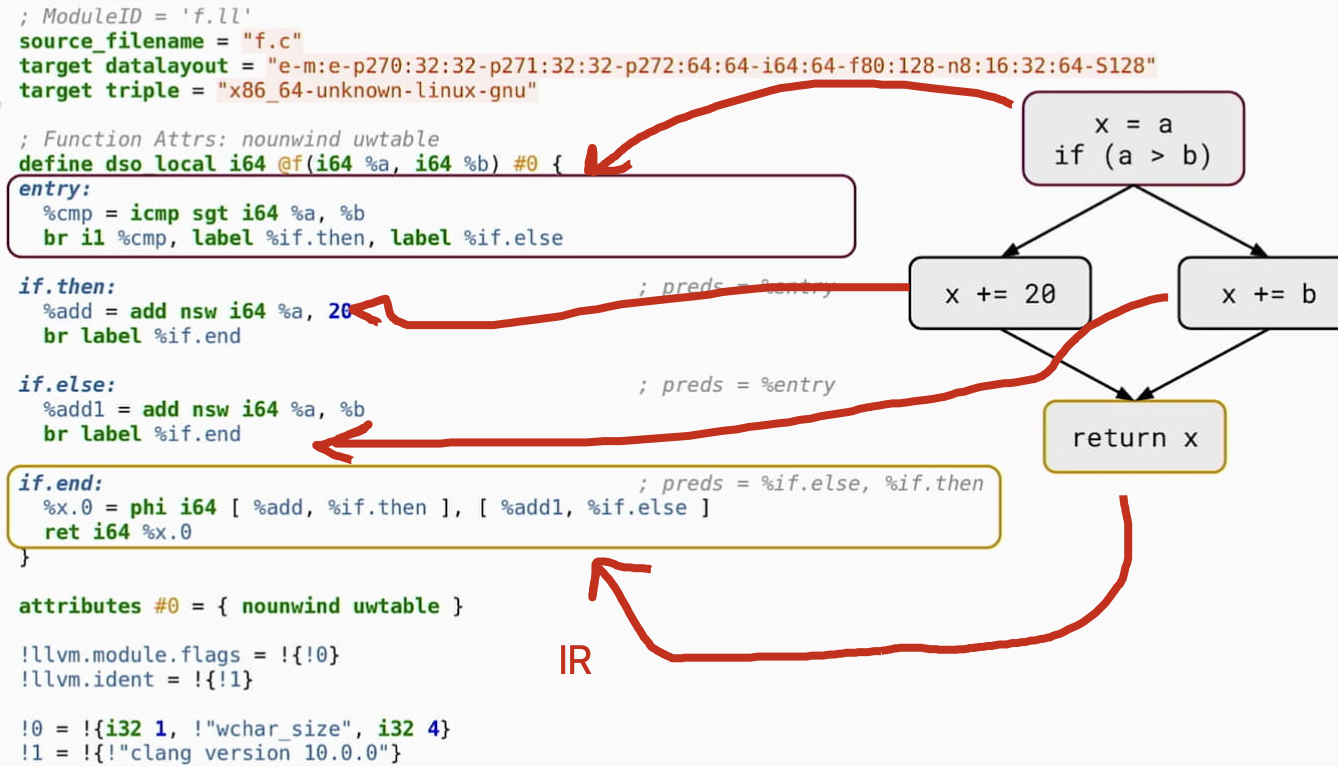 ; ModuleID = 'f.ll'
source_filename = "f.c"
target datalayout = "e-m:e-p270:32:32-p271:32:32-p272:64:64-i64:64-f80:128-n8:16:32:64-S128"
target triple = "x86_64-unknown-linux-gnu"
; Function Attrs: nounwind uwtable
define dso_local i64 @f(i64 %a, i64 %b) #0 {
entry:
%cmp = icmp sgt i64 %a, %b
br i1 %cmp, label %if.then, label %if.else
if.then: ; preds = %entry
%add = add nsw i64 %a, 20
br label %if.end
if.else: ; preds = %entry
%add1 = add nsw i64 %a, %b
br label %if.end
if.end: ; preds = %if.else, %if.then
%x.0 = phi i64 [ %add, %if.then ], [ %add1, %if.else ]
ret i64 %x.0
}
attributes #0 = { nounwind uwtable }
!llvm.module.flags = !{!0}
!llvm.ident = !{!1}
!0 = !{i32 1, !"wchar_size", i32 4}
!1 = !{!"clang version 10.0.0"}
x = a
if (a > b)
x += 20
x += b
return x
IR